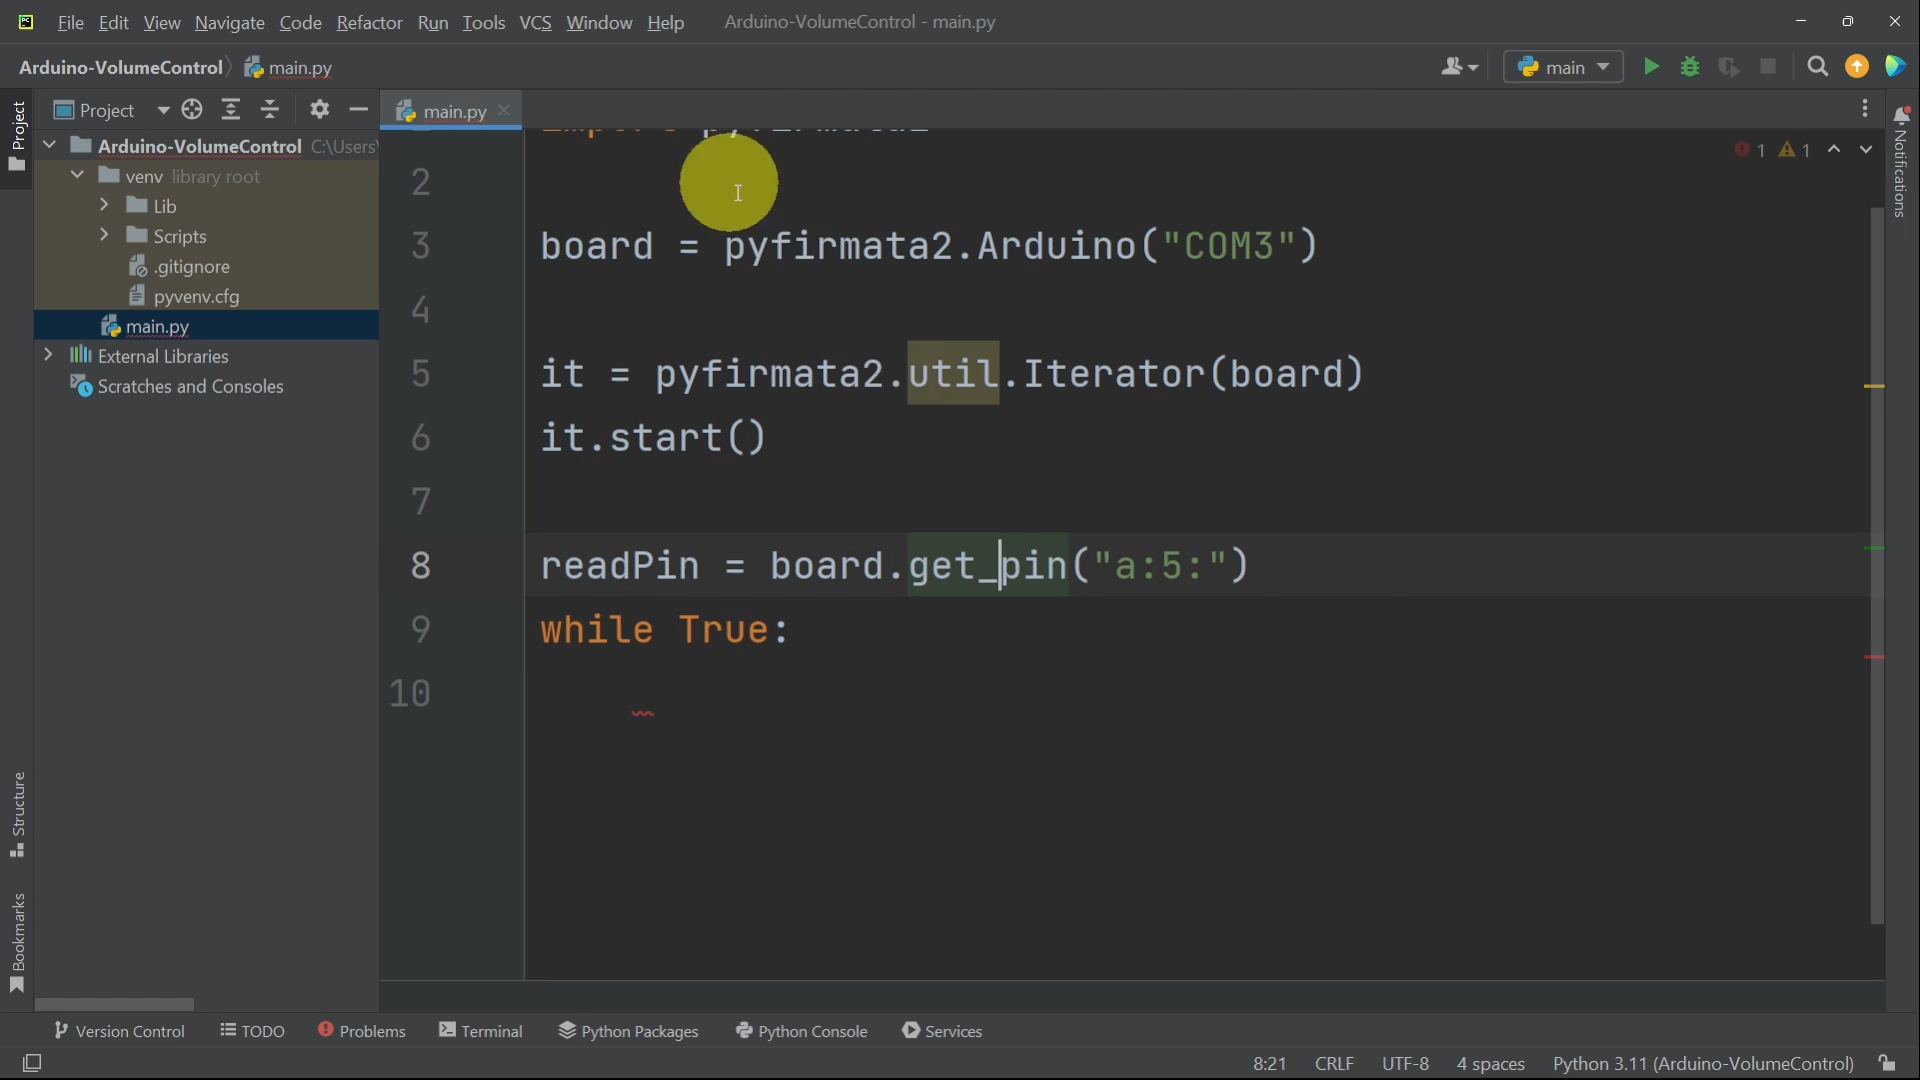 File Edit View Navigate Code Refactor Run Tools VCS Window Help Arduino-VolumeControl - main.py
Arduino-VolumeControl main.py main
Project main.py
Arduino-VolumeControl C:\Users\
venv library root
Lib
Scripts
.gitignore
pyvenv.cfg
main.py
External Libraries
Scratches and Consoles
Project
Structure
Bookmarks
1 1
2
3 board = pyfirmata2.Arduino("COM3")
4
5 it = pyfirmata2.util.Iterator(board)
6 it.start()
7
8 readPin = board.get_pin("a:5:")
9 while True:
10
Notifications
Version Control TODO Problems Terminal Python Packages Python Console Services
8:21 CRLF UTF-8 4 spaces Python 3.11 (Arduino-VolumeControl)